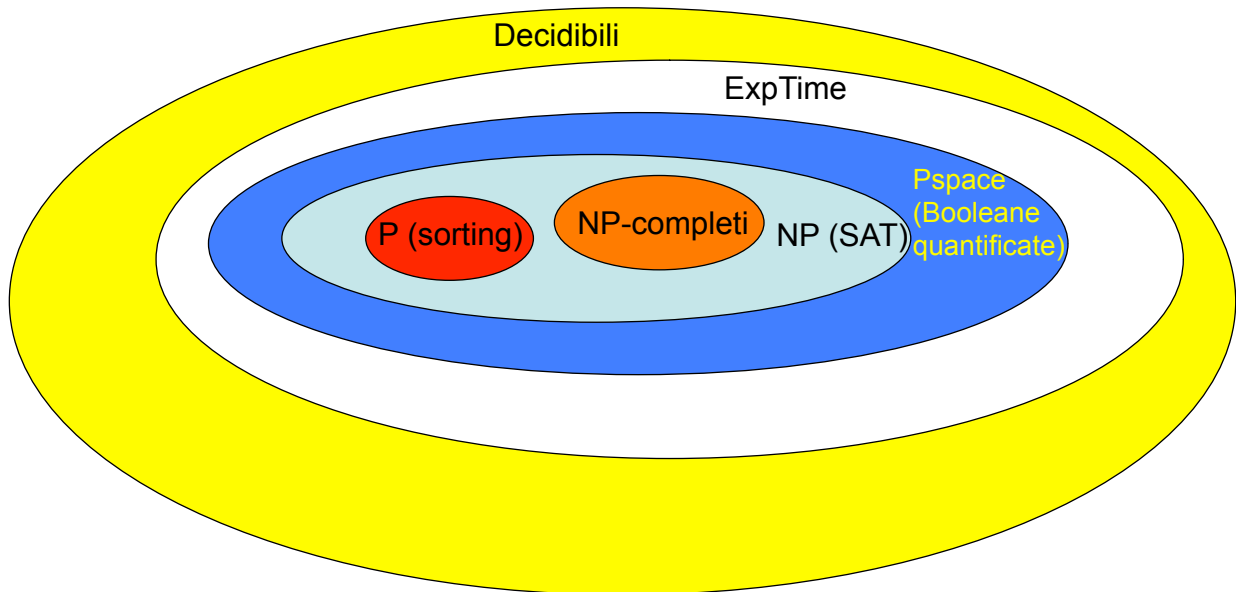 Decidibili
ExpTime
Pspace
(Booleane
quantificate)
P (sorting)
NP-completi
NP (SAT)